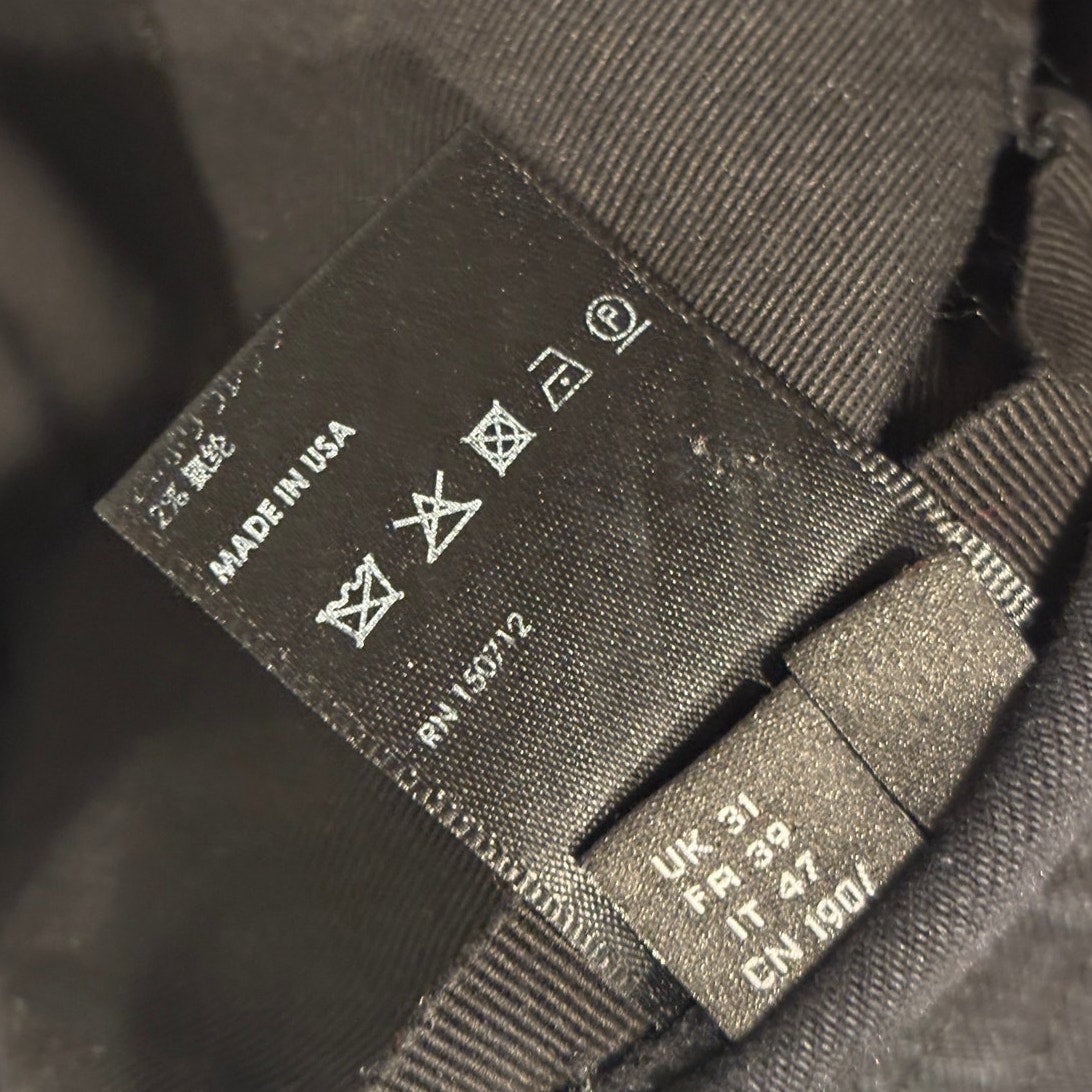 2% 氨纶
MADE IN USA
P
RN 150712
UK 31
FR 39
IT 47
CN 190/